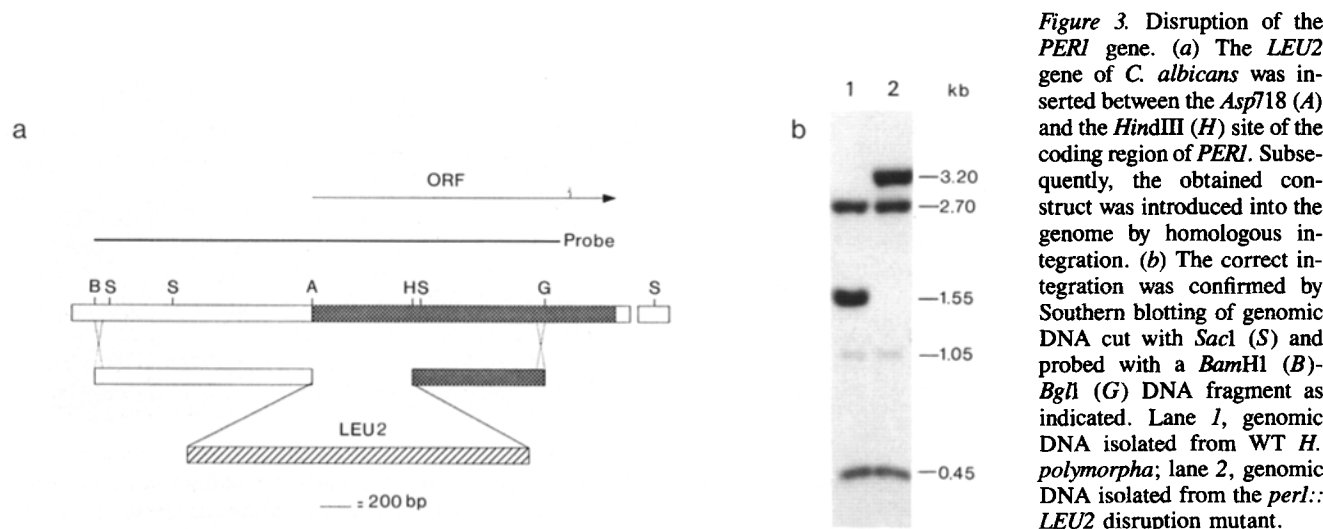 a
ORF
Probe
B S S A H S G S
LEU2
= 200 bp
b
1 2 kb
3.20
2.70
1.55
1.05
0.45
Figure 3. Disruption of the
PER1 gene. (a) The LEU2
gene of C. albicans was in-
serted between the Asp718 (A)
and the HindIII (H) site of the
coding region of PER1. Subse-
quently, the obtained con-
struct was introduced into the
genome by homologous in-
tegration. (b) The correct in-
tegration was confirmed by
Southern blotting of genomic
DNA cut with Sac1 (S) and
probed with a BamH1 (B)-
Bgl1 (G) DNA fragment as
indicated. Lane 1, genomic
DNA isolated from WT H.
polymorpha; lane 2, genomic
DNA isolated from the per1::
LEU2 disruption mutant.